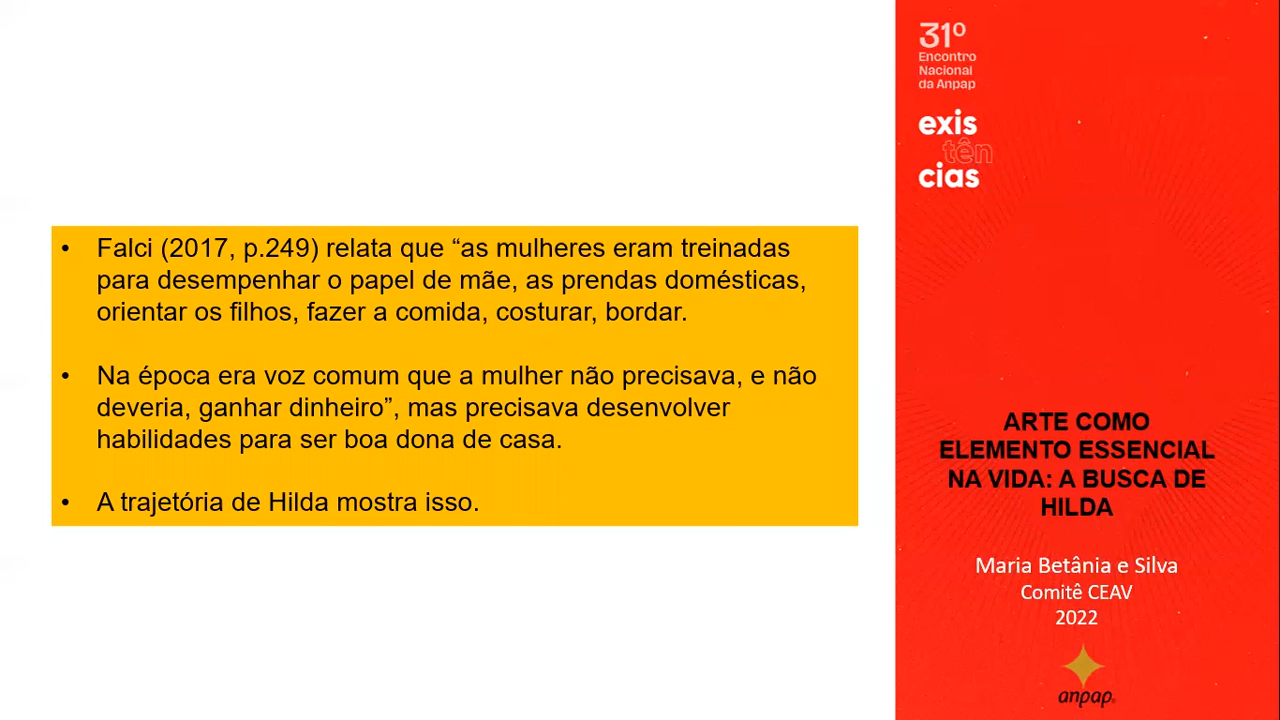 • Falci (2017, p.249) relata que “as mulheres eram treinadas
para desempenhar o papel de mãe, as prendas domésticas,
orientar os filhos, fazer a comida, costurar, bordar.
• Na época era voz comum que a mulher não precisava, e não
deveria, ganhar dinheiro”, mas precisava desenvolver
habilidades para ser boa dona de casa.
• A trajetória de Hilda mostra isso.
31º
Encontro
Nacional
da Anpap
exis
tên
cias
ARTE COMO
ELEMENTO ESSENCIAL
NA VIDA: A BUSCA DE
HILDA
Maria Betânia e Silva
Comitê CEAV
2022
anpap